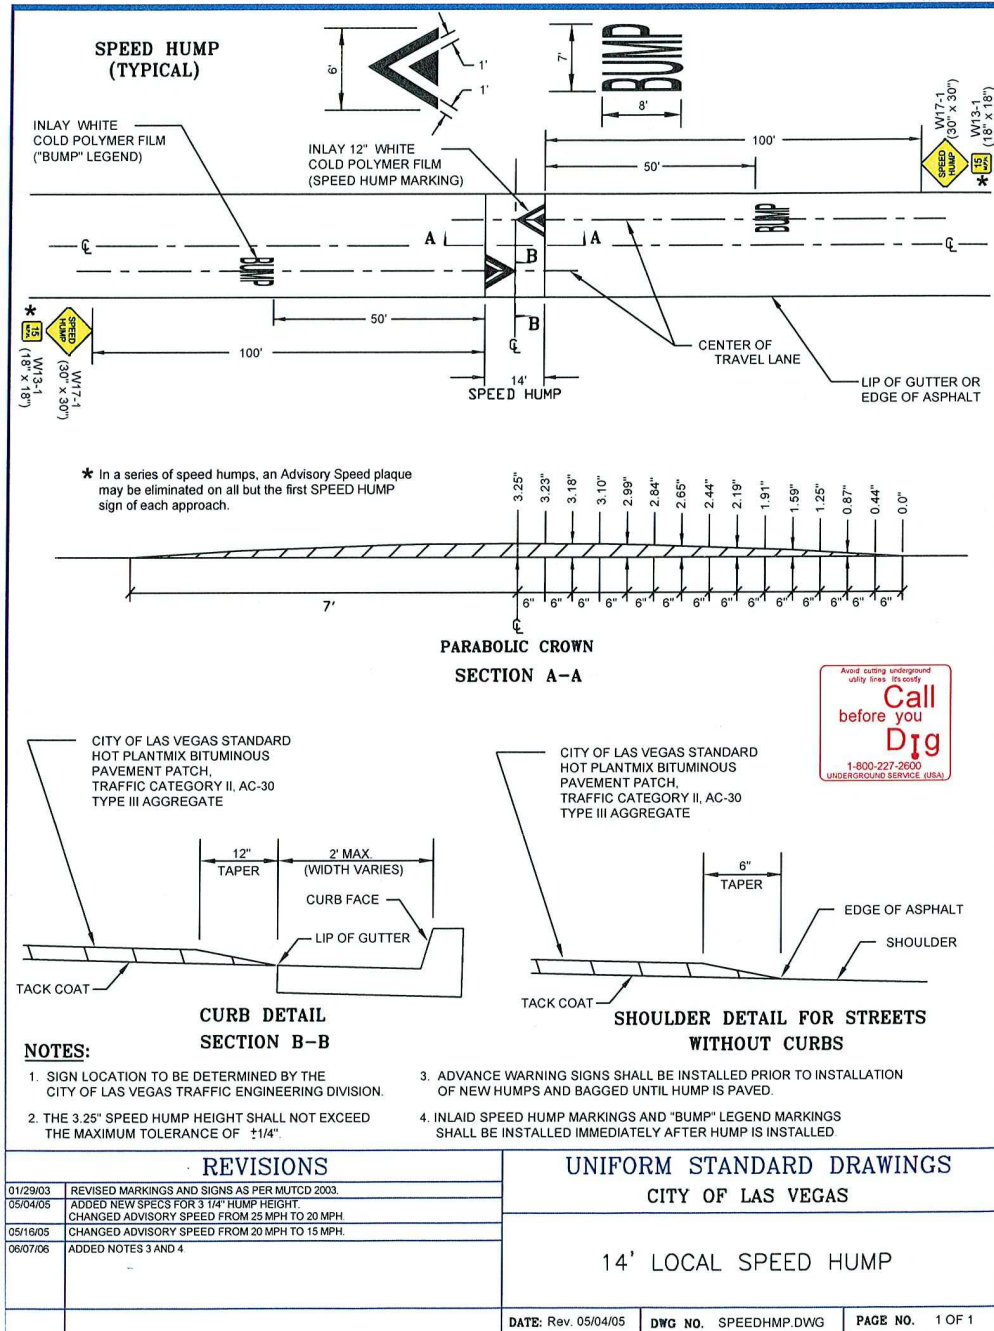 SPEED HUMP
(TYPICAL)
6'
1'
1'
7'
BUMP
8'
INLAY WHITE
COLD POLYMER FILM
("BUMP" LEGEND)
INLAY 12" WHITE
COLD POLYMER FILM
(SPEED HUMP MARKING)
100'
50'
W17-1
(30" x 30")
W13-1
(18" x 18")
SPEED
HUMP
15
M.P.H.
*
BUMP
A
A
B
B
℄
℄
℄
BUMP
50'
100'
14'
SPEED HUMP
CENTER OF
TRAVEL LANE
LIP OF GUTTER OR
EDGE OF ASPHALT
*
15
M.P.H.
SPEED
HUMP
W13-1
(18" x 18")
W17-1
(30" x 30")
* In a series of speed humps, an Advisory Speed plaque
may be eliminated on all but the first SPEED HUMP
sign of each approach.
3.25" 3.23" 3.18" 3.10" 2.99" 2.84" 2.65" 2.44" 2.19" 1.91" 1.59" 1.25" 0.87" 0.44" 0.0"
7' 6" 6" 6" 6" 6" 6" 6" 6" 6" 6" 6" 6" 6" 6"
℄
PARABOLIC CROWN
SECTION A-A
Avoid cutting underground
utility lines It's costly
Call
before you
Dig
1-800-227-2600
UNDERGROUND SERVICE (USA)
CITY OF LAS VEGAS STANDARD
HOT PLANTMIX BITUMINOUS
PAVEMENT PATCH,
TRAFFIC CATEGORY II, AC-30
TYPE III AGGREGATE
12"
TAPER
2' MAX.
(WIDTH VARIES)
CURB FACE
LIP OF GUTTER
TACK COAT
CURB DETAIL
SECTION B-B
CITY OF LAS VEGAS STANDARD
HOT PLANTMIX BITUMINOUS
PAVEMENT PATCH,
TRAFFIC CATEGORY II, AC-30
TYPE III AGGREGATE
6"
TAPER
EDGE OF ASPHALT
SHOULDER
TACK COAT
SHOULDER DETAIL FOR STREETS
WITHOUT CURBS
NOTES:
1. SIGN LOCATION TO BE DETERMINED BY THE
CITY OF LAS VEGAS TRAFFIC ENGINEERING DIVISION.
2. THE 3.25" SPEED HUMP HEIGHT SHALL NOT EXCEED
THE MAXIMUM TOLERANCE OF ±1/4".
3. ADVANCE WARNING SIGNS SHALL BE INSTALLED PRIOR TO INSTALLATION
OF NEW HUMPS AND BAGGED UNTIL HUMP IS PAVED.
4. INLAID SPEED HUMP MARKINGS AND "BUMP" LEGEND MARKINGS
SHALL BE INSTALLED IMMEDIATELY AFTER HUMP IS INSTALLED
REVISIONS
01/29/03 REVISED MARKINGS AND SIGNS AS PER MUTCD 2003.
05/04/05 ADDED NEW SPECS FOR 3 1/4" HUMP HEIGHT.
CHANGED ADVISORY SPEED FROM 25 MPH TO 20 MPH.
05/16/05 CHANGED ADVISORY SPEED FROM 20 MPH TO 15 MPH.
06/07/06 ADDED NOTES 3 AND 4
UNIFORM STANDARD DRAWINGS
CITY OF LAS VEGAS
14' LOCAL SPEED HUMP
DATE: Rev. 05/04/05
DWG NO. SPEEDHMP.DWG
PAGE NO. 1 OF 1